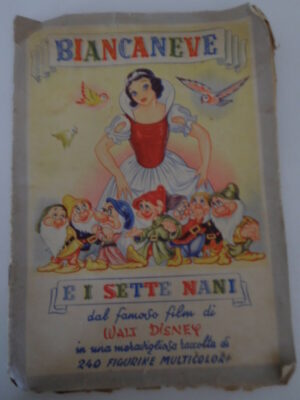 BIANCANEVE
E I SETTE NANI
dal famoso film di
WALT DISNEY
in una meravigliosa raccolta di
240 FIGURINE MULTICOLORI